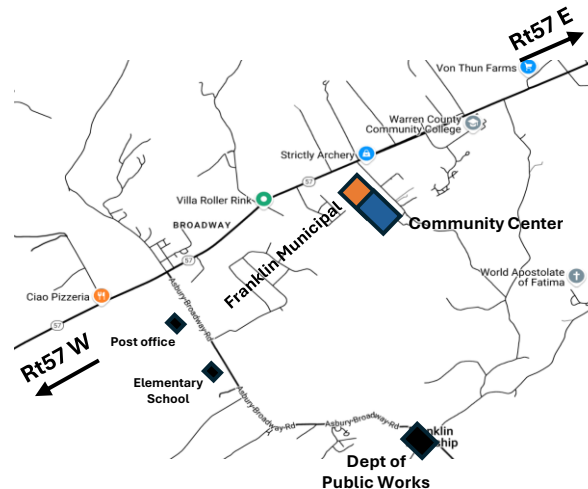 Rt57 E
Von Thun Farms
Warren County
Community College
Strictly Archery
57
Villa Roller Rink
BROADWAY
Franklin Municipal
Community Center
57
World Apostolate
of Fatima
Ciao Pizzeria
Asbury-Broadway-Rd
57
Post office
Rt57 W
Elementary
School
Asbury-Broadway-Rd
Asbury-Broadway-Rd
Dept of
Public Works